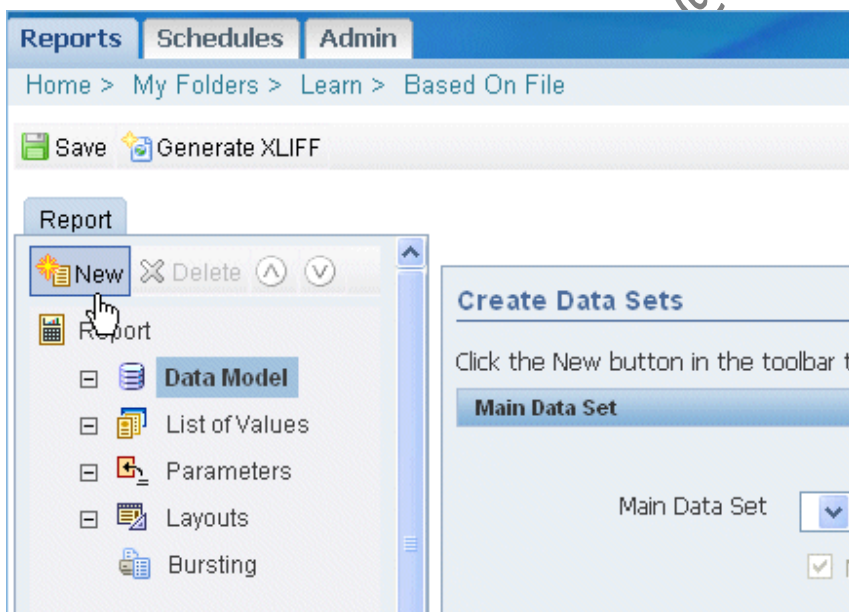 Reports Schedules Admin
Home > My Folders > Learn > Based On File
Save Generate XLIFF
Report
New Delete
Report
Data Model
List of Values
Parameters
Layouts
Bursting
Create Data Sets
Click the New button in the toolbar
Main Data Set
Main Data Set